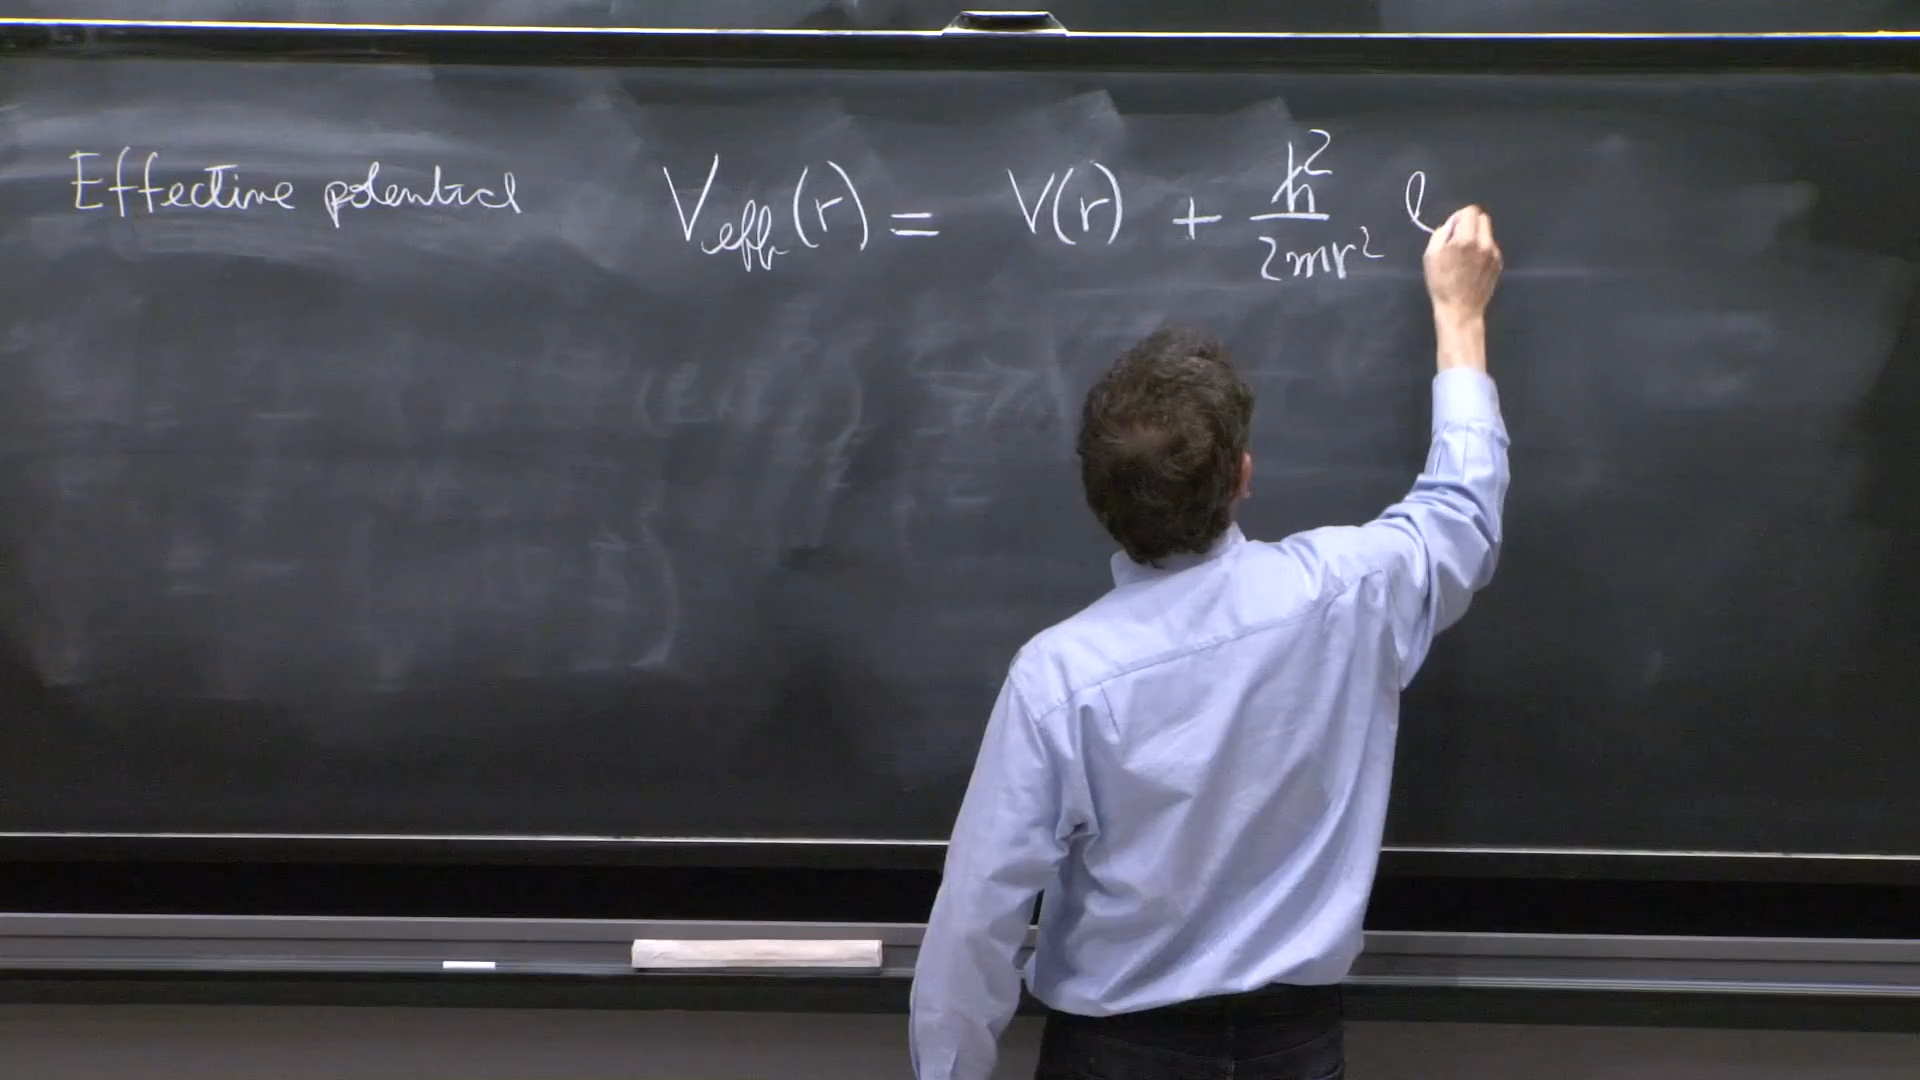 Effective potential V_eff(r) = V(r) + ħ²/2mr² ℓ